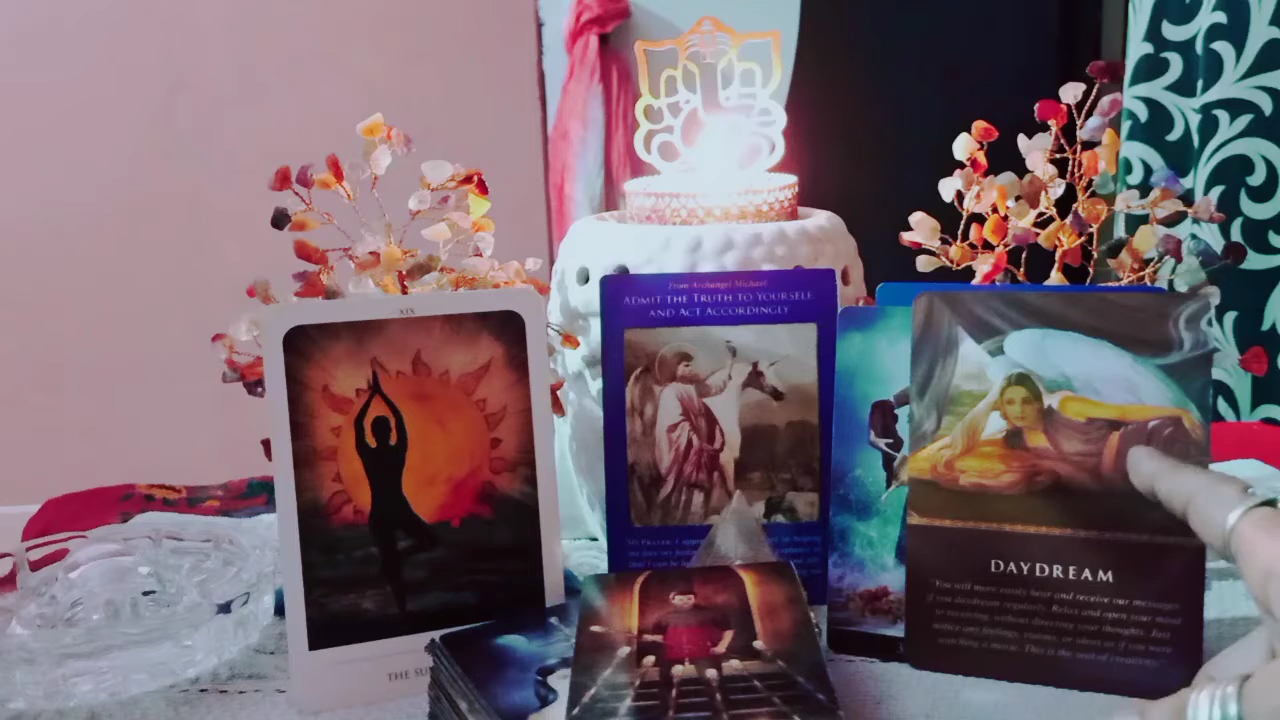 XIX
THE SU
From Archangel Michael
ADMIT THE TRUTH TO YOURSELF
AND ACT ACCORDINGLY
DAYDREAM
"You will more easily hear and receive our messages
if you daydream regularly. Relax and open your mind
to receiving, without directing your thoughts. Just
notice any feelings, visions, or ideas as if you were
watching a movie. This is the seed of creativity."